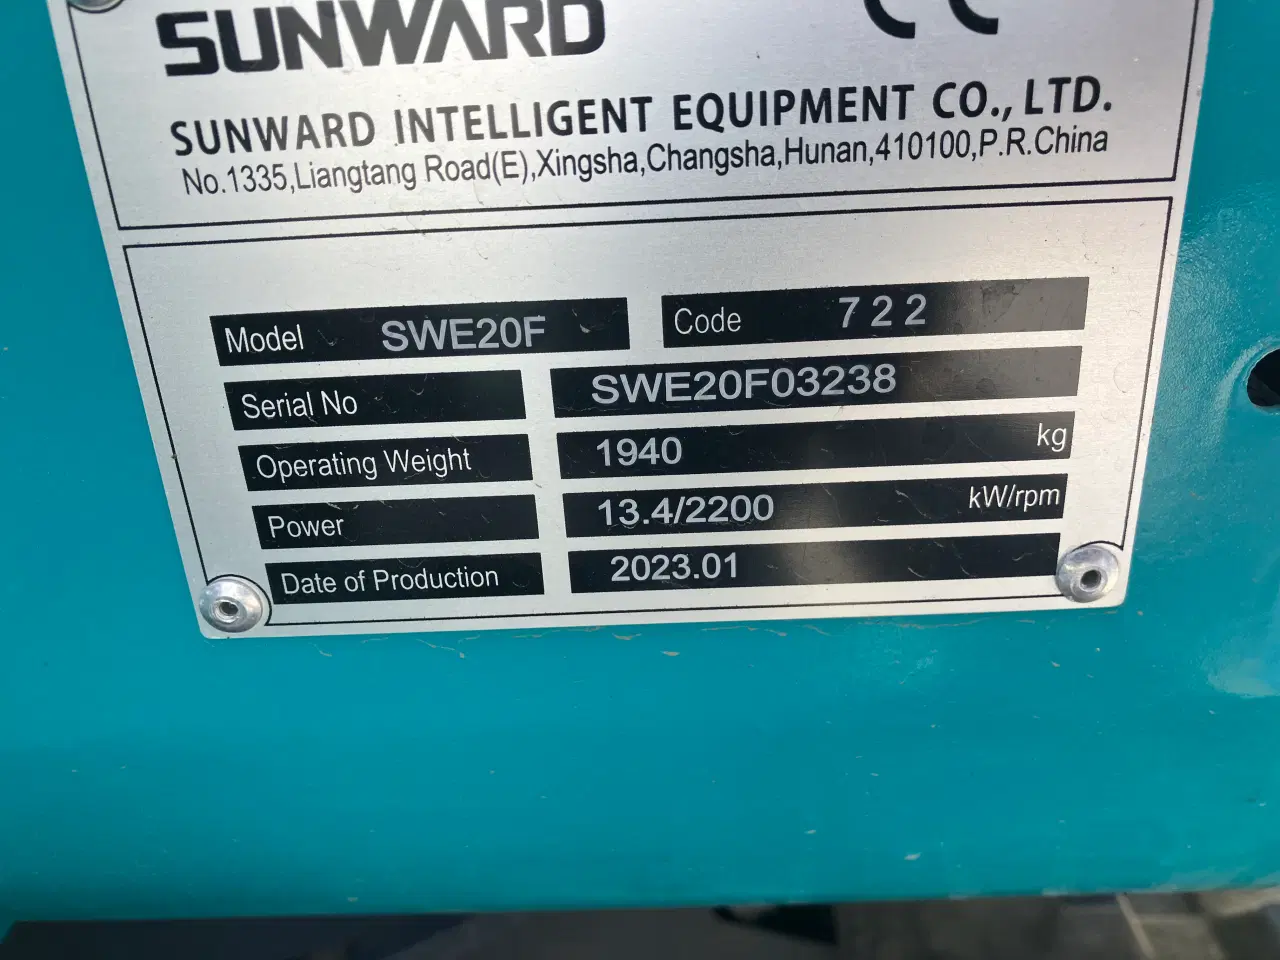 SUNWARD
SUNWARD INTELLIGENT EQUIPMENT CO., LTD.
No.1335,Liangtang Road(E),Xingsha,Changsha,Hunan,410100,P.R.China
Model SWE20F Code 722
Serial No SWE20F03238
Operating Weight 1940 kg
Power 13.4/2200 kW/rpm
Date of Production 2023.01